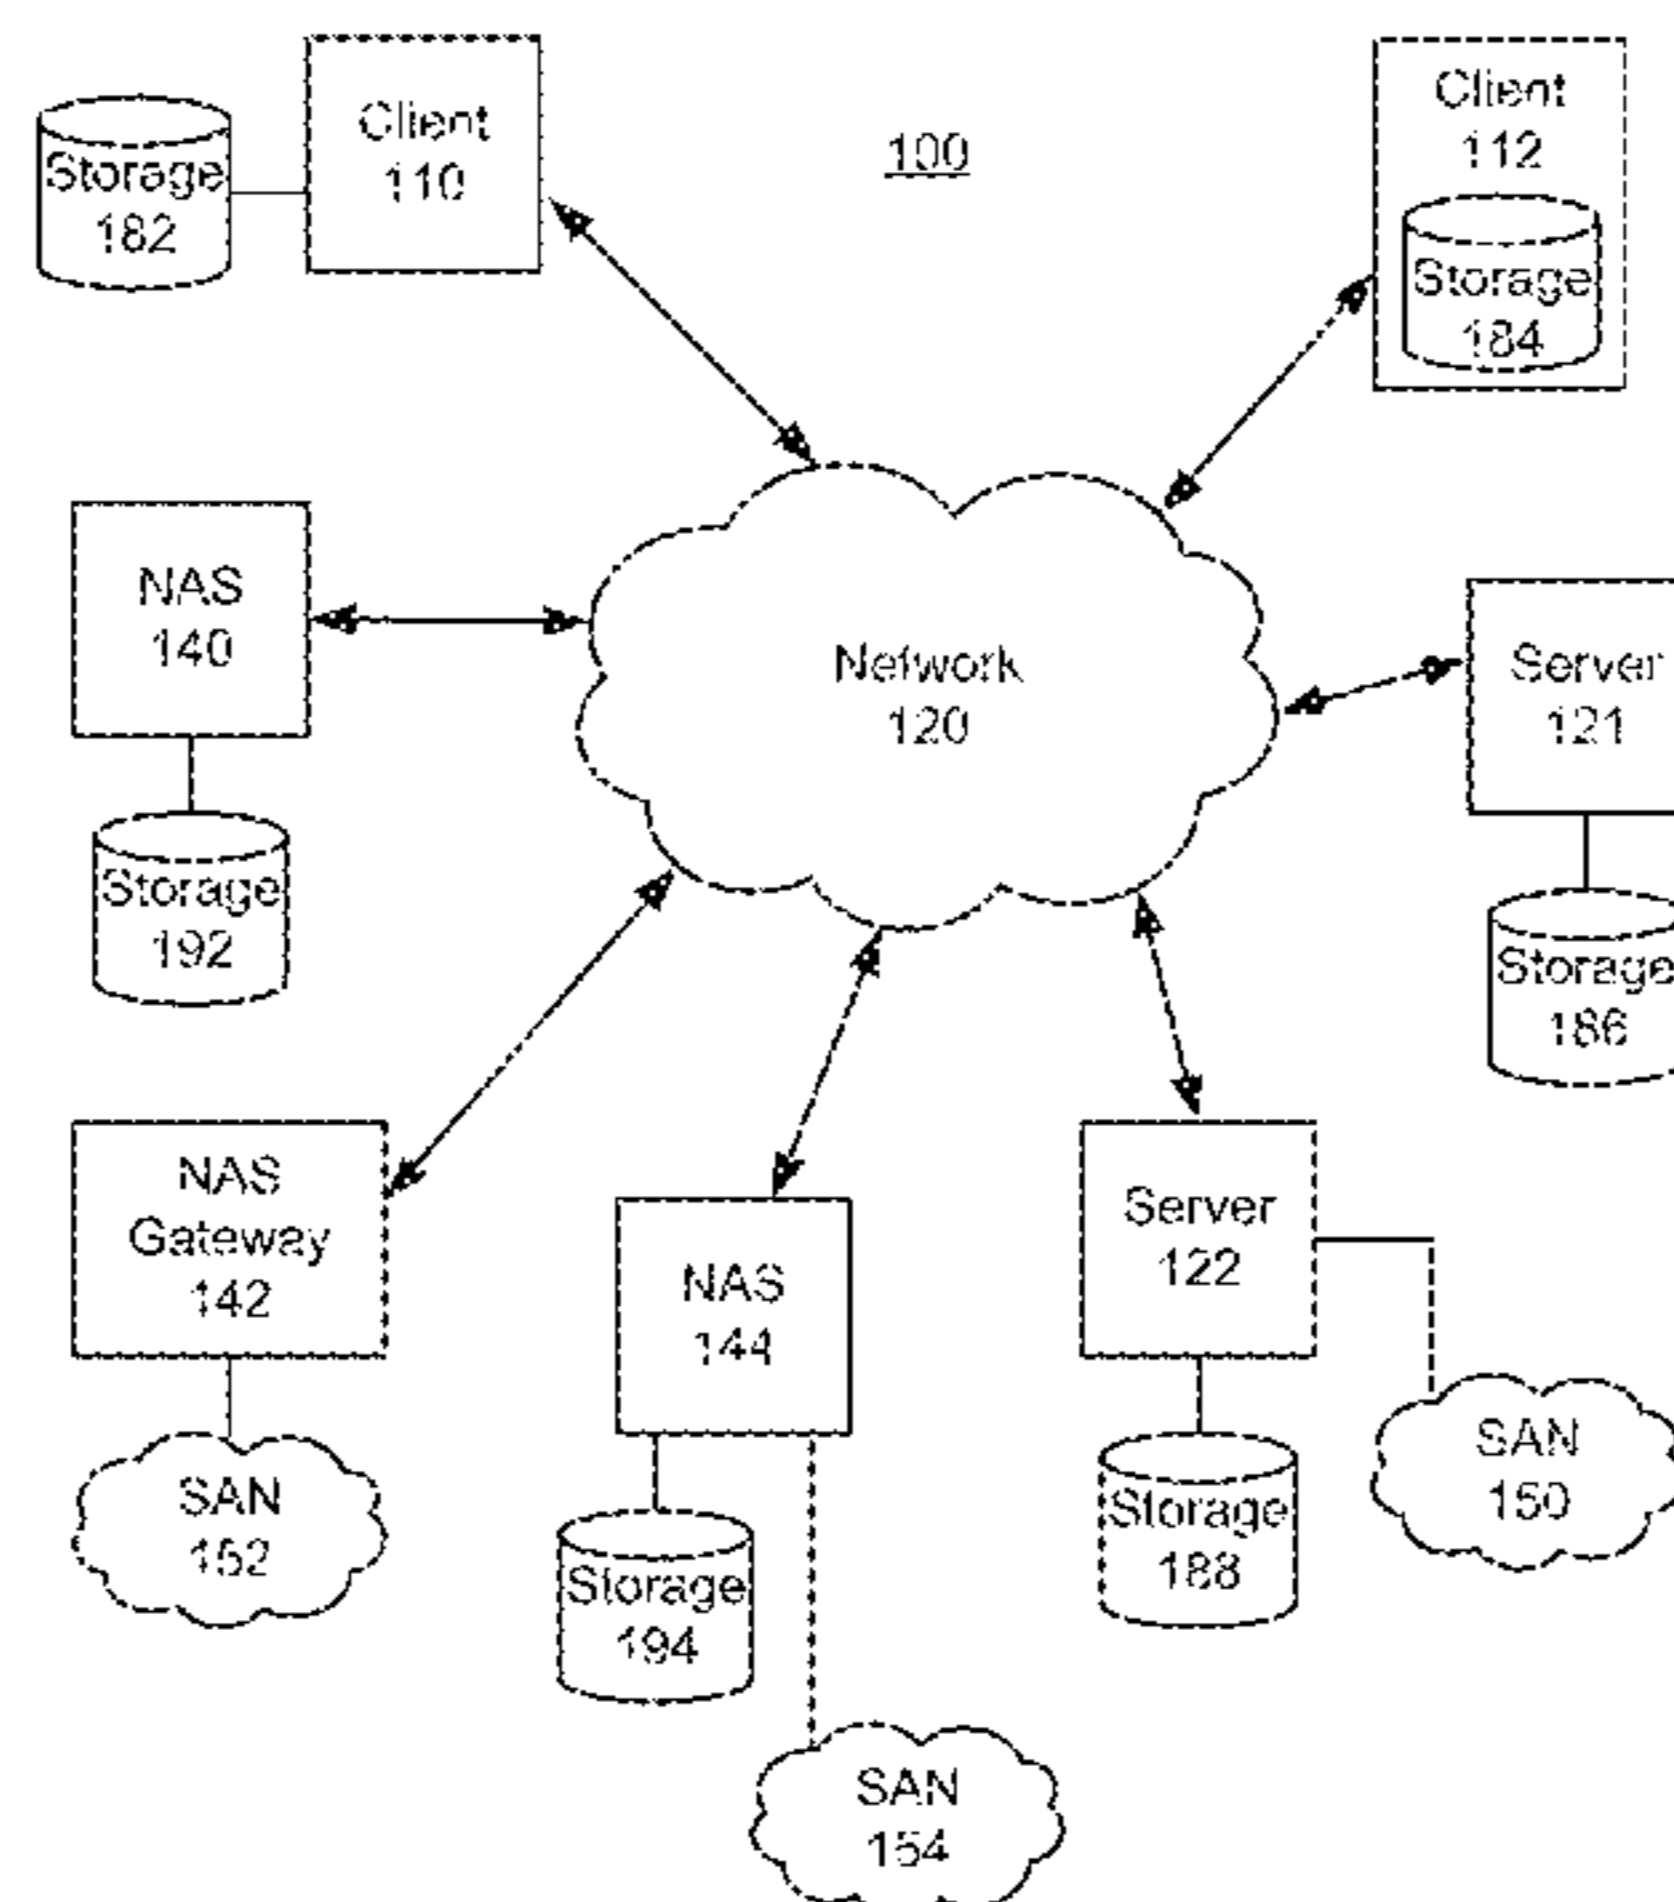 Client
110
Storage
182
100
Client
112
Storage
184
NAS
140
Storage
192
Network
120
Server
121
Storage
186
NAS
Gateway
142
SAN
152
NAS
144
Storage
194
SAN
154
Server
122
Storage
188
SAN
150